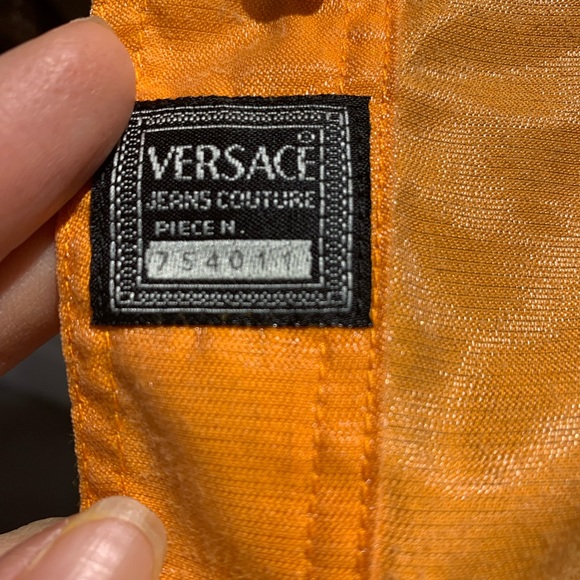 VERSACE
JEANS COUTURE
PIECE N.
754011